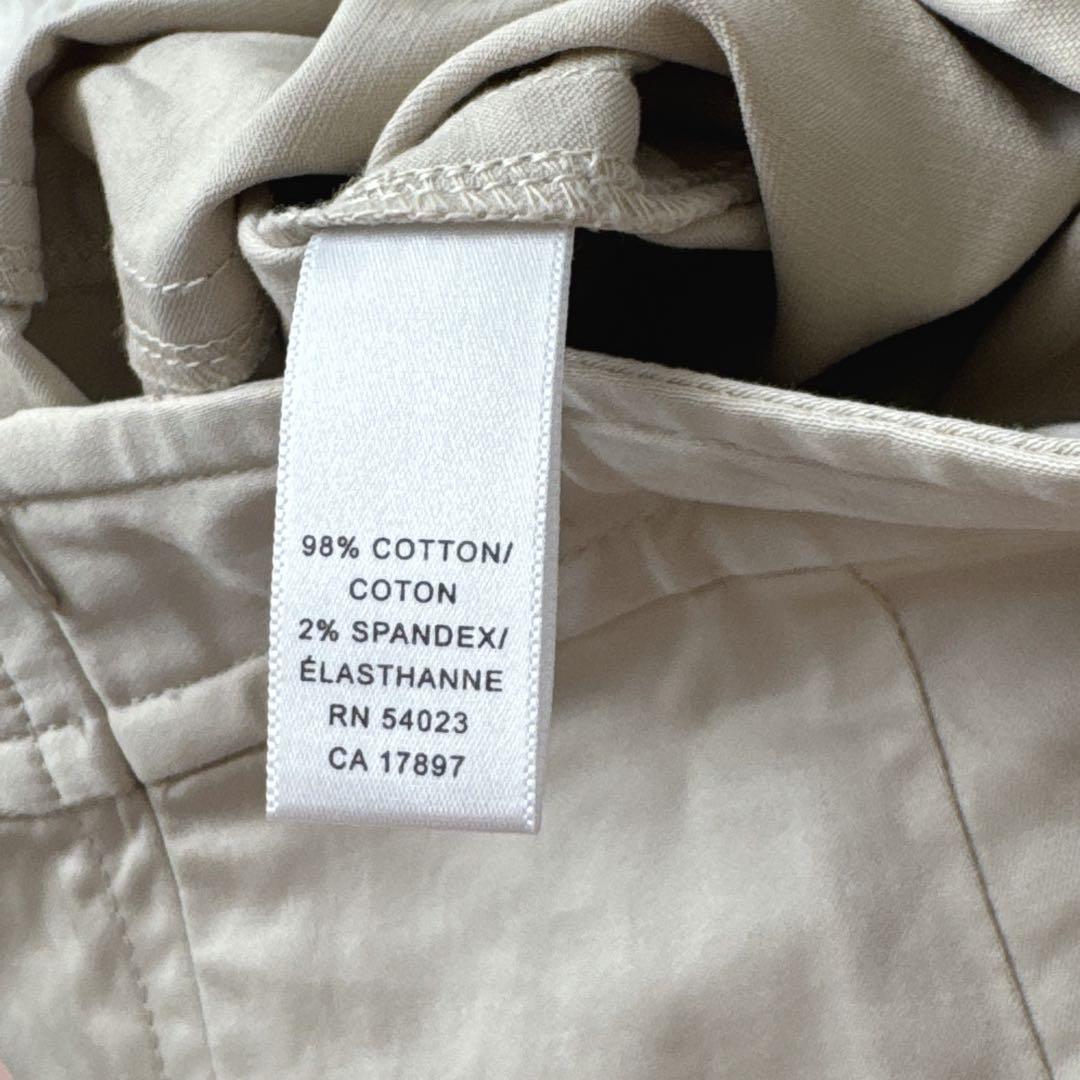 98% COTTON/
COTON
2% SPANDEX/
ÉLASTHANNE
RN 54023
CA 17897